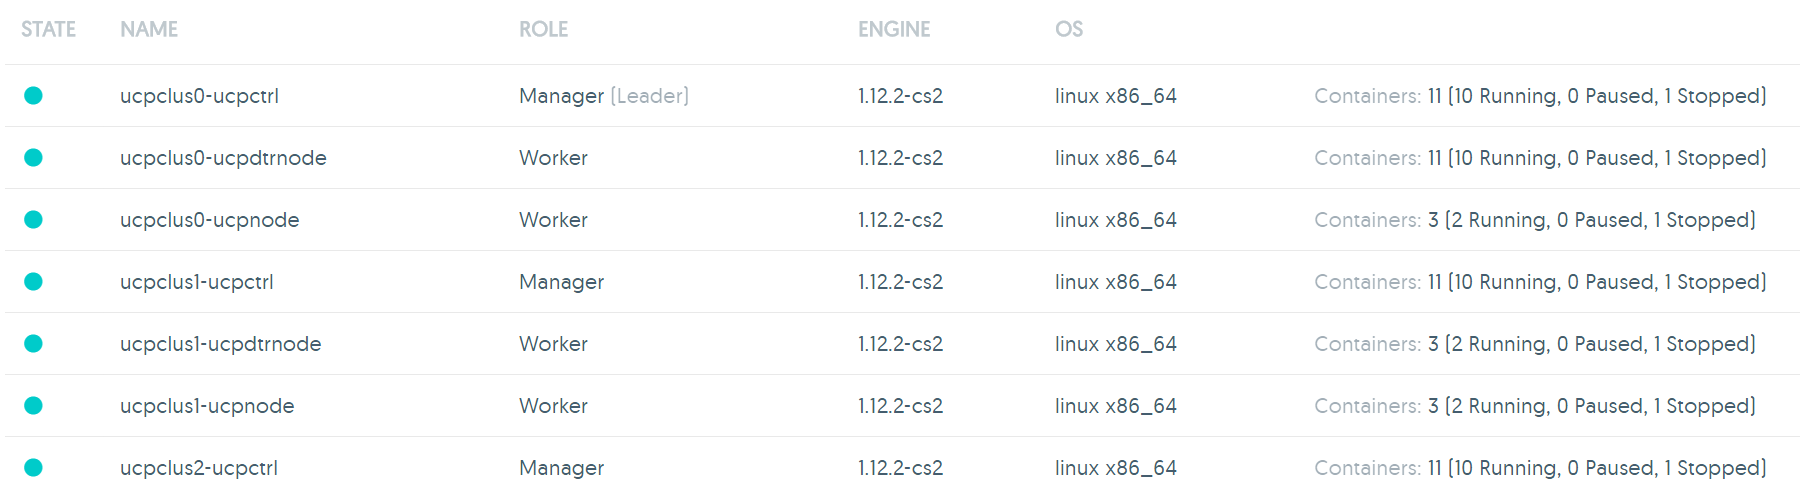 STATE NAME ROLE ENGINE OS
ucpclus0-ucpctrl Manager (Leader) 1.12.2-cs2 linux x86_64 Containers: 11 (10 Running, 0 Paused, 1 Stopped)
ucpclus0-ucpdtrnode Worker 1.12.2-cs2 linux x86_64 Containers: 11 (10 Running, 0 Paused, 1 Stopped)
ucpclus0-ucpnode Worker 1.12.2-cs2 linux x86_64 Containers: 3 (2 Running, 0 Paused, 1 Stopped)
ucpclus1-ucpctrl Manager 1.12.2-cs2 linux x86_64 Containers: 11 (10 Running, 0 Paused, 1 Stopped)
ucpclus1-ucpdtrnode Worker 1.12.2-cs2 linux x86_64 Containers: 3 (2 Running, 0 Paused, 1 Stopped)
ucpclus1-ucpnode Worker 1.12.2-cs2 linux x86_64 Containers: 3 (2 Running, 0 Paused, 1 Stopped)
ucpclus2-ucpctrl Manager 1.12.2-cs2 linux x86_64 Containers: 11 (10 Running, 0 Paused, 1 Stopped)